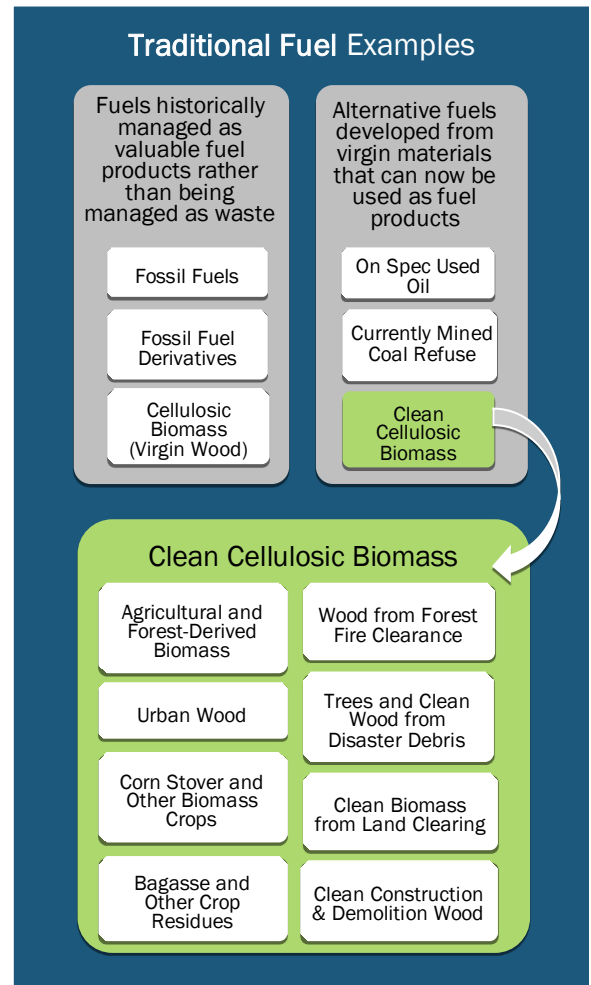 Traditional Fuel Examples
Fuels historically
managed as
valuable fuel
products rather
than being
managed as waste
Fossil Fuels
Fossil Fuel
Derivatives
Cellulosic
Biomass
(Virgin Wood)
Alternative fuels
developed from
virgin materials
that can now be
used as fuel
products
On Spec Used
Oil
Currently Mined
Coal Refuse
Clean
Cellulosic
Biomass
Clean Cellulosic Biomass
Agricultural and
Forest-Derived
Biomass
Wood from Forest
Fire Clearance
Urban Wood
Trees and Clean
Wood from
Disaster Debris
Corn Stover and
Other Biomass
Crops
Clean Biomass
from Land Clearing
Bagasse and
Other Crop
Residues
Clean Construction
& Demolition Wood